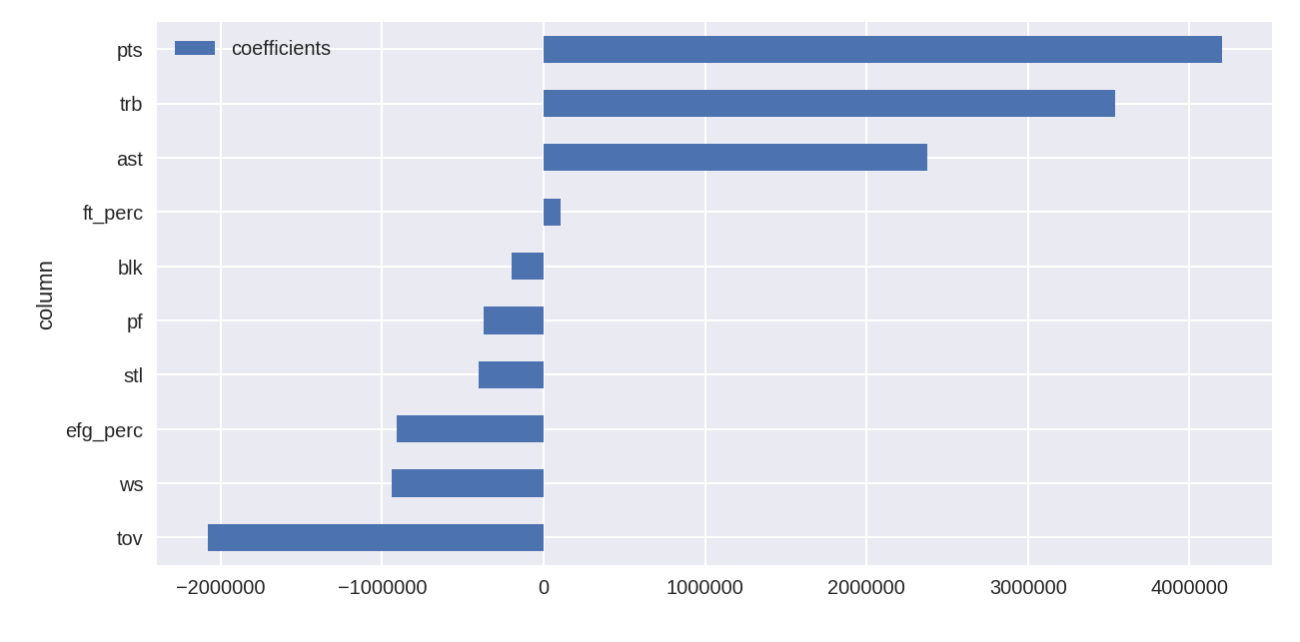 coefficients
pts
trb
ast
ft_perc
blk
pf
stl
efg_perc
ws
tov
column
−2000000 −1000000 0 1000000 2000000 3000000 4000000